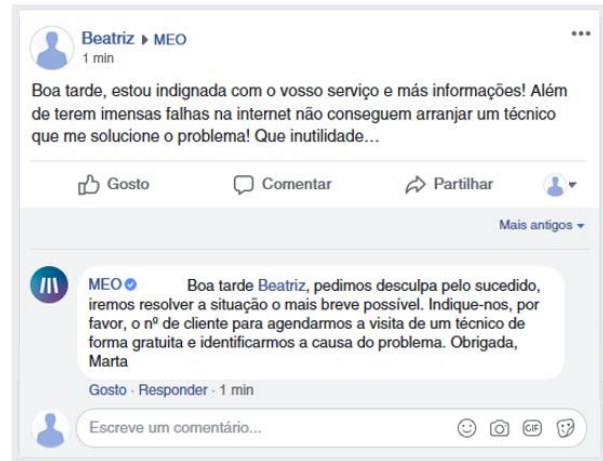 Beatriz ▸ MEO
1 min
Boa tarde, estou indignada com o vosso serviço e más informações! Além
de terem imensas falhas na internet não conseguem arranjar um técnico
que me solucione o problema! Que inutilidade…
Gosto Comentar Partilhar
Mais antigos
MEO Boa tarde Beatriz, pedimos desculpa pelo sucedido,
iremos resolver a situação o mais breve possível. Indique-nos, por
favor, o nº de cliente para agendarmos a visita de um técnico de
forma gratuita e identificarmos a causa do problema. Obrigada,
Marta
Gosto · Responder · 1 min
Escreve um comentário... GIF